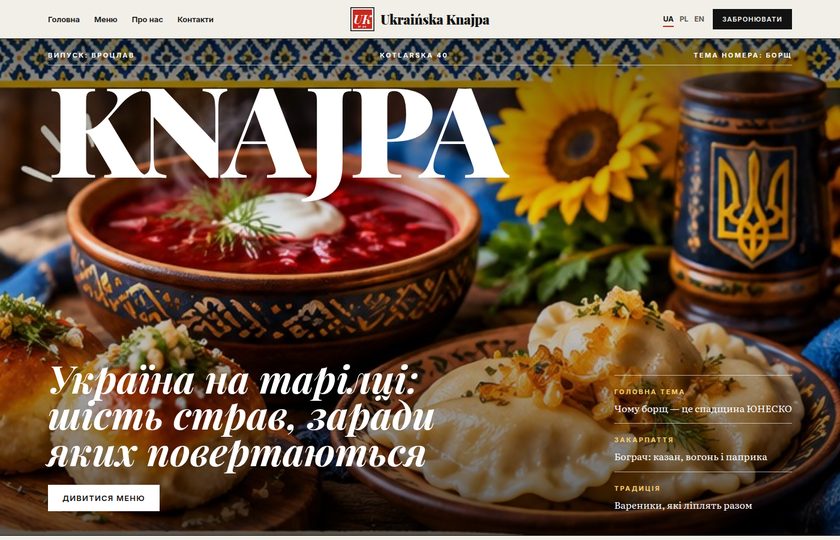 Головна Меню Про нас Контакти
UK
Ukraińska Knajpa
UA PL EN
ЗАБРОНЮВАТИ
ВИПУСК: ВРОЦЛАВ
KOTLARSKA 40
ТЕМА НОМЕРА: БОРЩ
KNAJPA
Україна на тарілці:
шість страв, заради
яких повертаються
ДИВИТИСЯ МЕНЮ
ГОЛОВНА ТЕМА
Чому борщ — це спадщина ЮНЕСКО
ЗАКАРПАТТЯ
Бограч: казан, вогонь і паприка
ТРАДИЦІЯ
Вареники, які ліплять разом